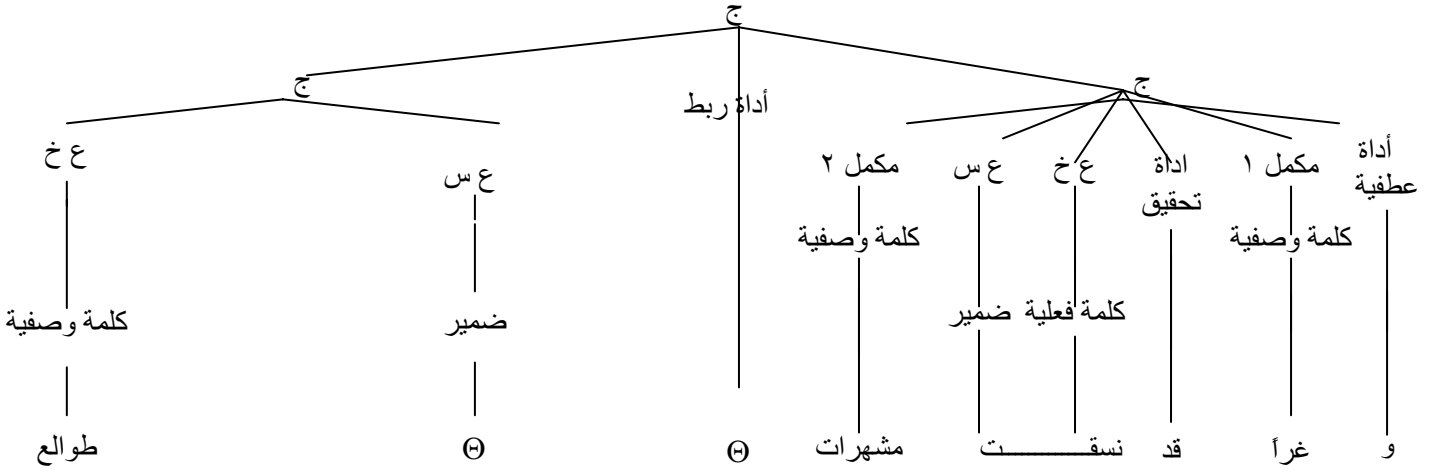 ج
ج
أداة ربط
ج
أداة
عطفية
مكمل ١
اداة
تحقيق
ع خ
ع س
مكمل ٢
ع س
ع خ
كلمة وصفية
كلمة وصفية
كلمة فعلية
ضمير
ضمير
كلمة وصفية
و
غراً
قد
نسقـــــــت
مشهرات
Θ
Θ
طوالع